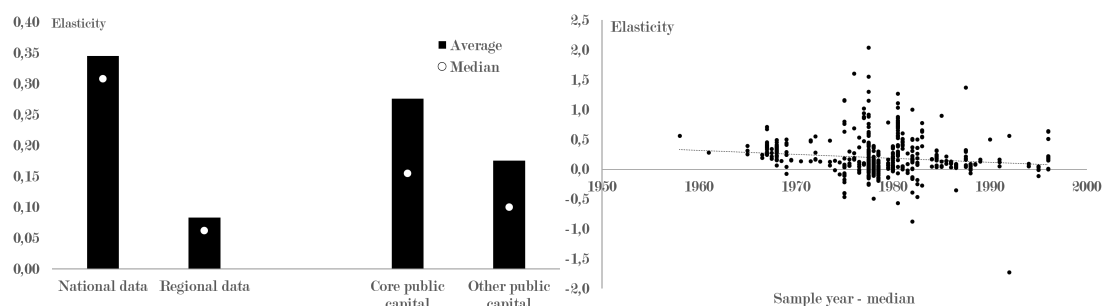 Elasticity
0,40
0,35
0,30
0,25
0,20
0,15
0,10
0,05
0,00
Average
Median
National data
Regional data
Core public
capital
Other public
capital
Elasticity
2,5
2,0
1,5
1,0
0,5
0,0
-0,5
-1,0
-1,5
-2,0
1950 1960 1970 1980 1990 2000
Sample year - median